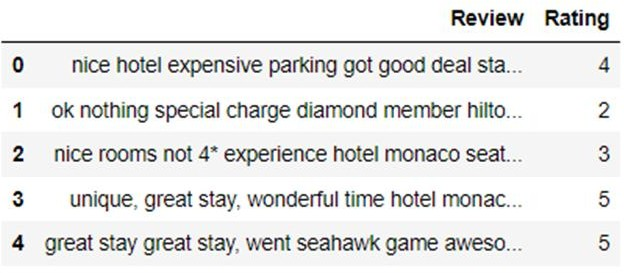 Review Rating
0 nice hotel expensive parking got good deal sta... 4
1 ok nothing special charge diamond member hilto... 2
2 nice rooms not 4* experience hotel monaco seat... 3
3 unique, great stay, wonderful time hotel monac... 5
4 great stay great stay, went seahawk game aweso... 5